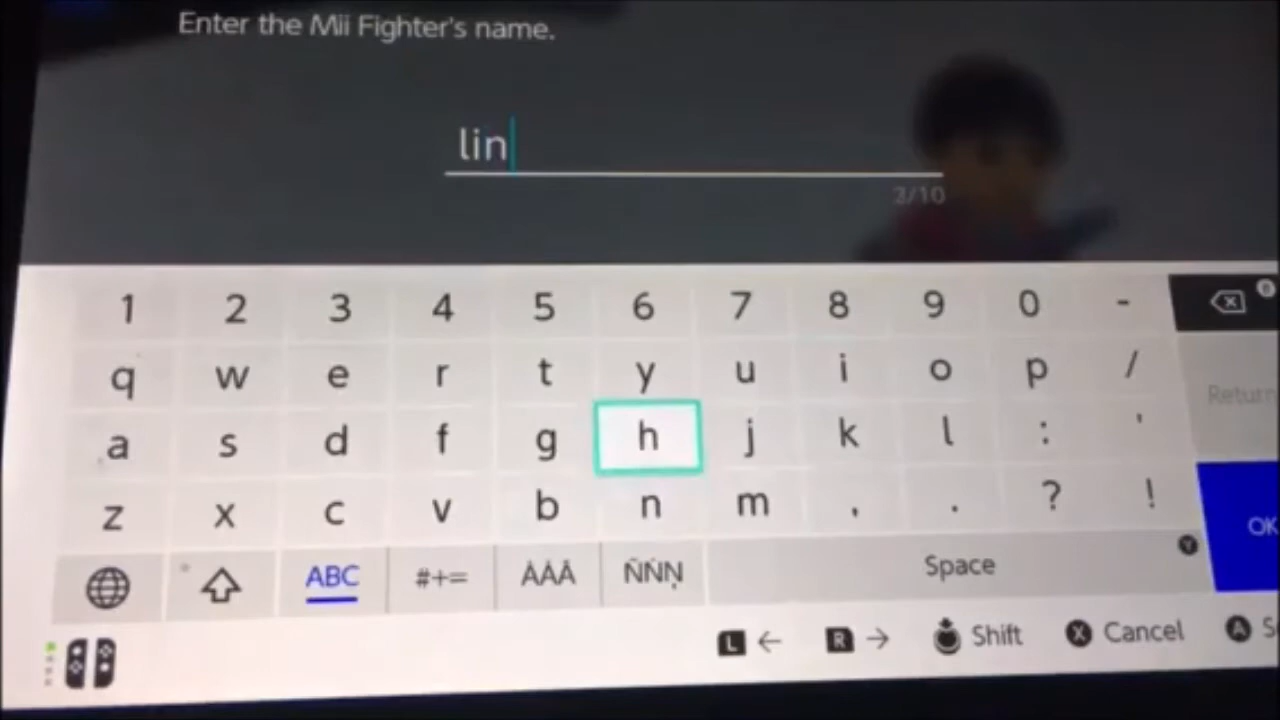 Enter the Mii Fighter's name.
lin
3/10
1 2 3 4 5 6 7 8 9 0 -
q w e r t y u i o p /
a s d f g h j k l : '
z x c v b n m , . ? !
Return
OK
ABC #+= ÀÁÂ ÑŃŅ Space Y
L ← R → Shift X Cancel A S